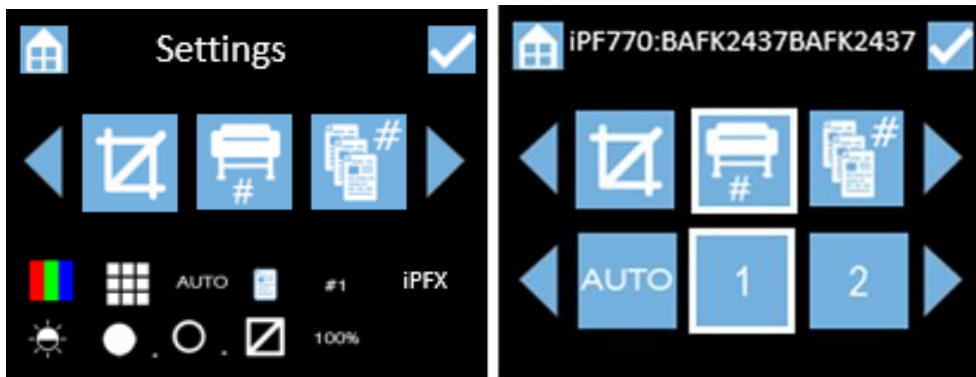 Settings
# #
AUTO #1 iPFX
100%
iPF770:BAFK2437BAFK2437
# #
AUTO 1 2